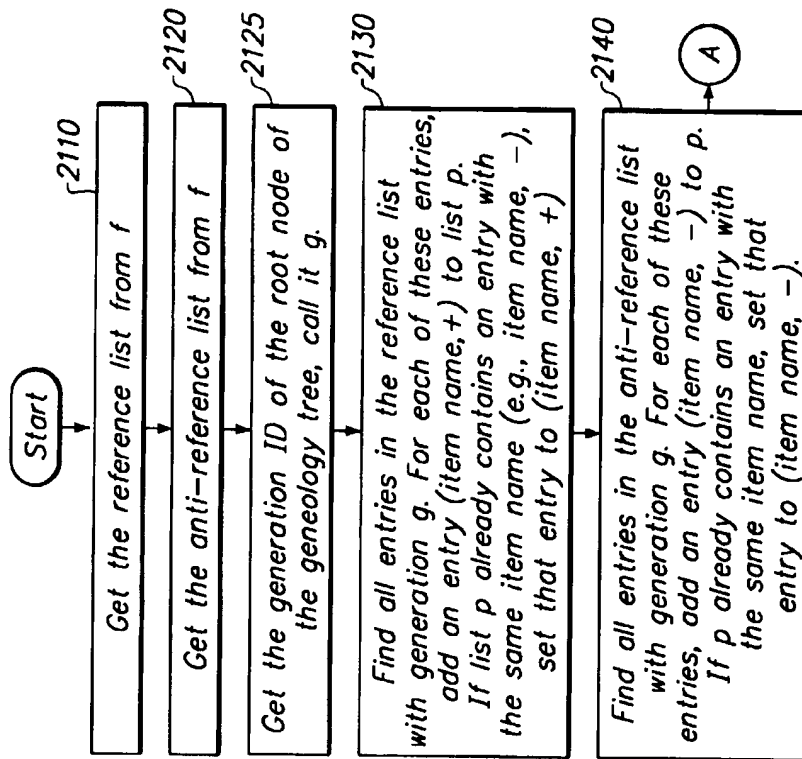 Start
2110
Get the reference list from f
2120
Get the anti-reference list from f
2125
Get the generation ID of the root node of
the geneology tree, call it g.
2130
Find all entries in the reference list
with generation g. For each of these entries,
add an entry (item name,+) to list p.
If list p already contains an entry with
the same item name (e.g., item name, -),
set that entry to (item name, +)
2140
Find all entries in the anti-reference list
with generation g. For each of these
entries, add an entry (item name, -) to p.
If p already contains an entry with
the same item name, set that
entry to (item name, -).
A